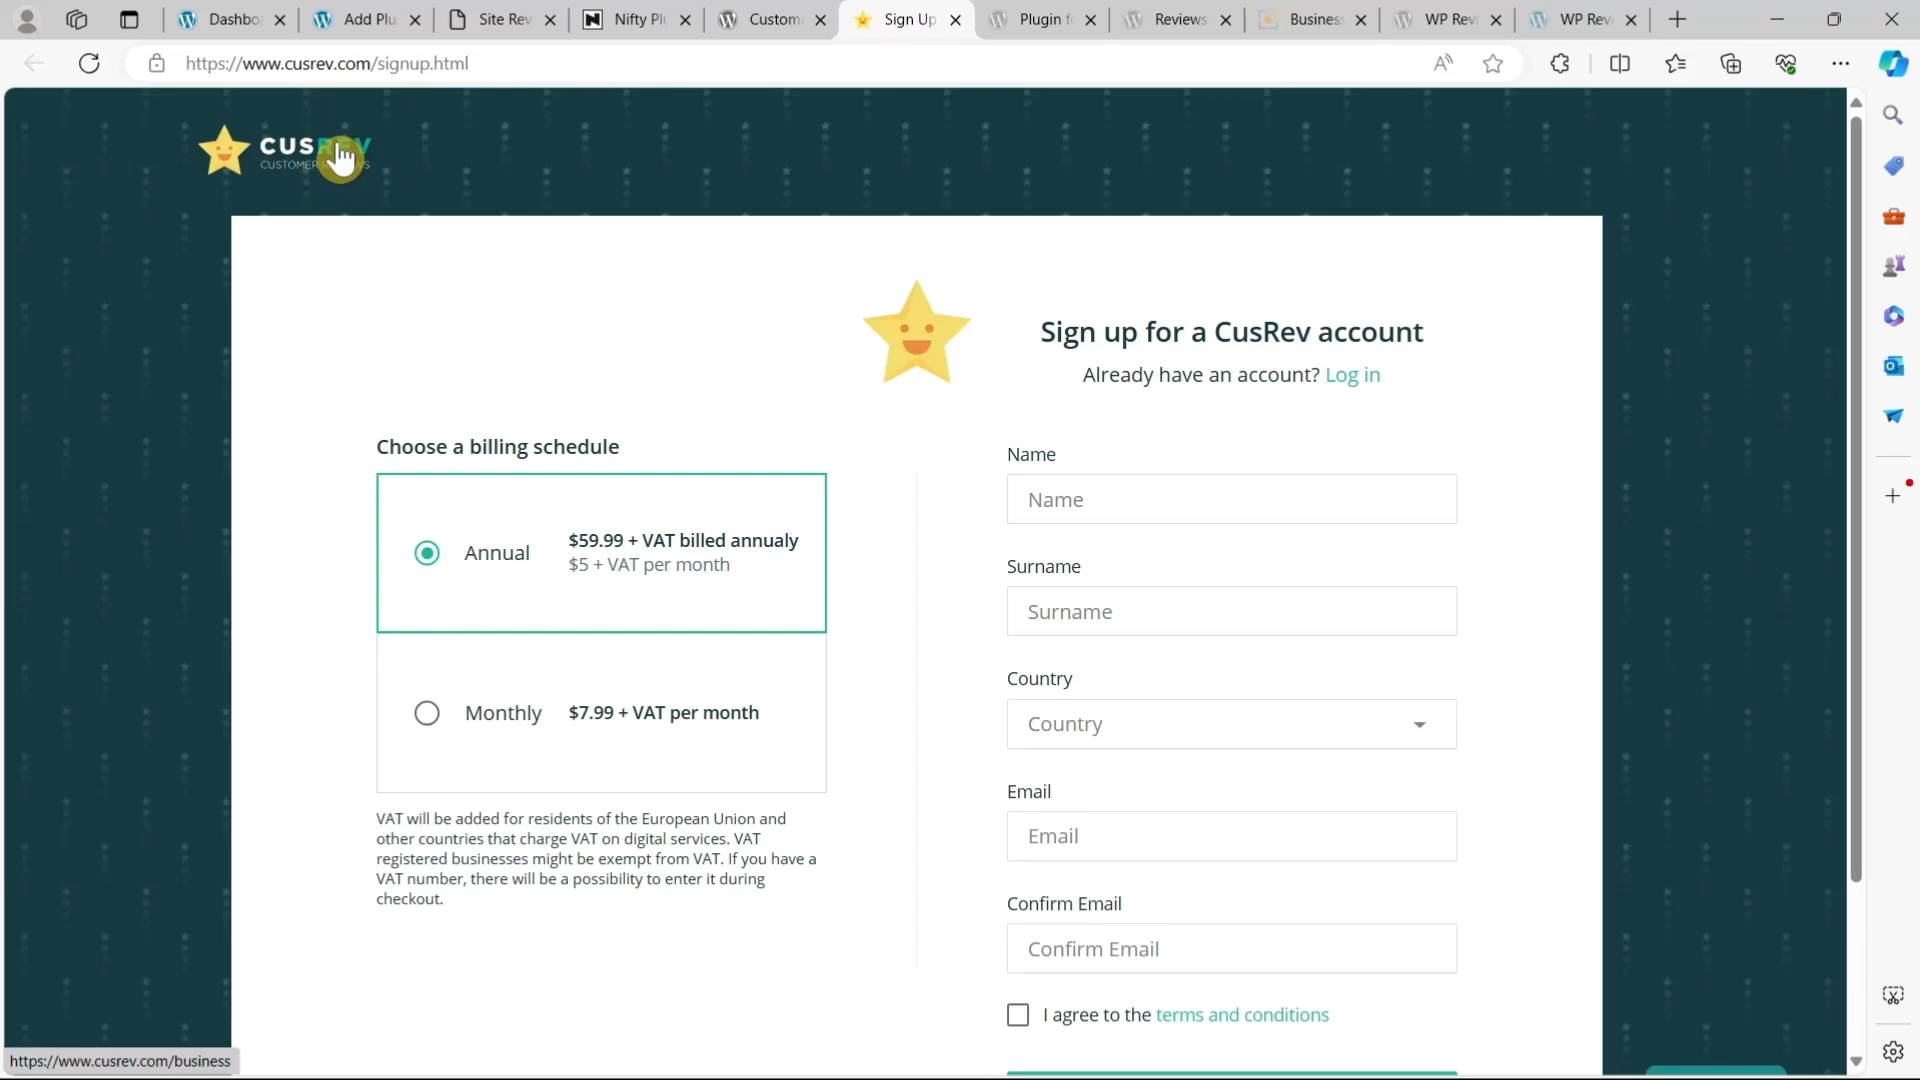 Dashbo
Add Plu
Site Rev
Nifty Plu
Custom
Sign Up
Plugin f
Reviews
Business
WP Rev
WP Rev
https://www.cusrev.com/signup.html
CUSREV
Sign up for a CusRev account
Already have an account? Log in
Choose a billing schedule
Annual
$59.99 + VAT billed annualy
$5 + VAT per month
Monthly
$7.99 + VAT per month
VAT will be added for residents of the European Union and
other countries that charge VAT on digital services. VAT
registered businesses might be exempt from VAT. If you have a
VAT number, there will be a possibility to enter it during
checkout.
Name
Name
Surname
Surname
Country
Country
Email
Email
Confirm Email
Confirm Email
I agree to the terms and conditions
https://www.cusrev.com/business